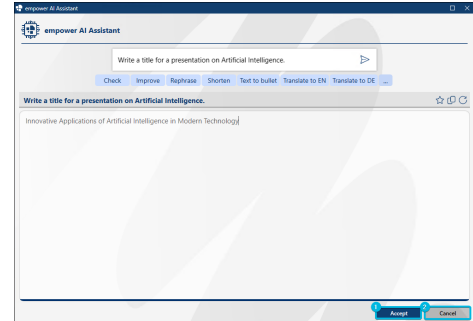 empower AI Assistant
empower AI Assistant
Write a title for a presentation on Artificial Intelligence.
Check Improve Rephrase Shorten Text to bullet Translate to EN Translate to DE ...
Write a title for a presentation on Artificial Intelligence.
Innovative Applications of Artificial Intelligence in Modern Technology
1 2
Accept Cancel